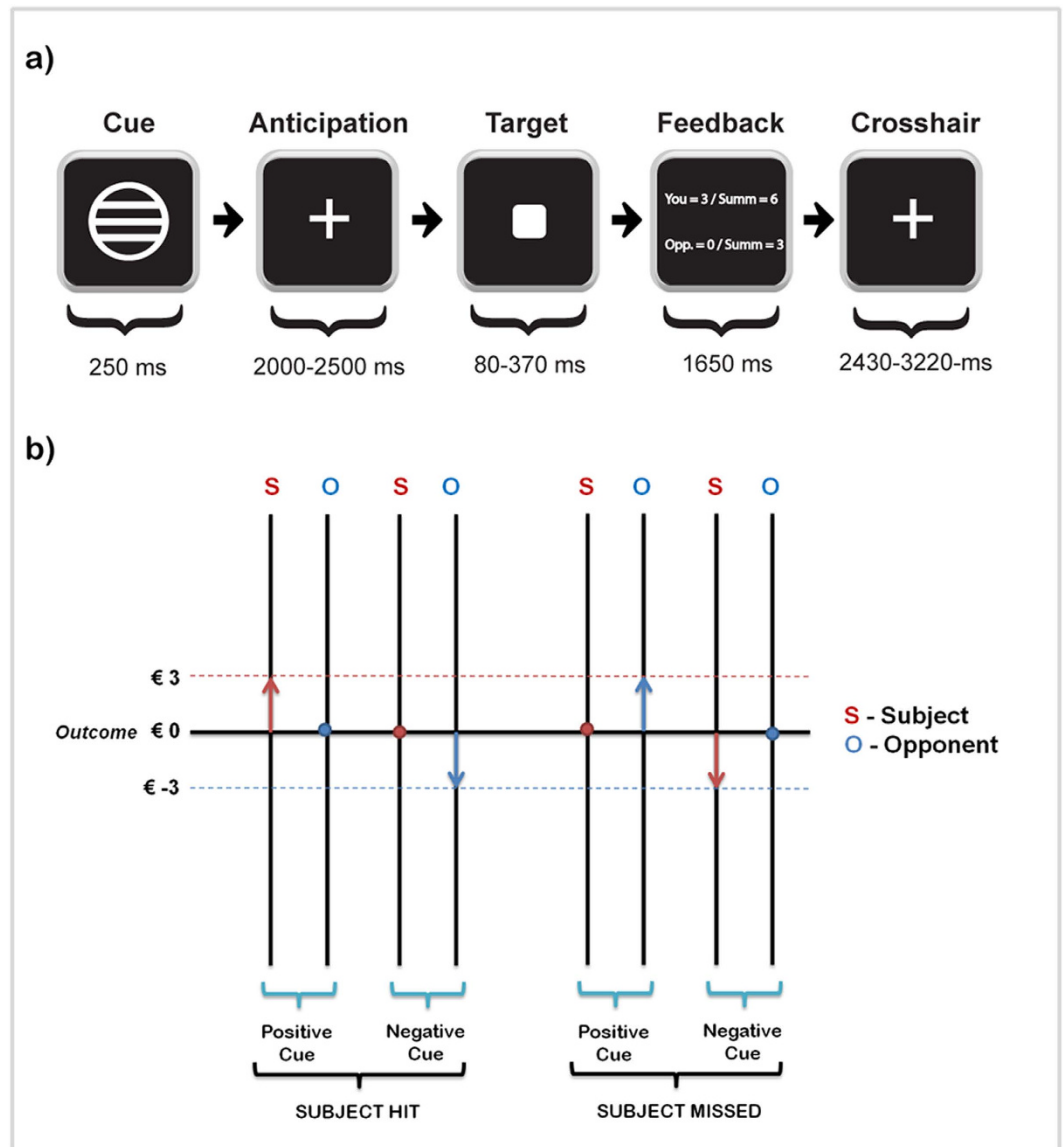 a)
Cue Anticipation Target Feedback Crosshair
You = 3 / Summ = 6
Opp. = 0 / Summ = 3
250 ms 2000-2500 ms 80-370 ms 1650 ms 2430-3220-ms
b)
S O S O S O S O
€ 3
Outcome € 0
€ -3
S - Subject
O - Opponent
Positive Cue
Negative Cue
Positive Cue
Negative Cue
SUBJECT HIT SUBJECT MISSED